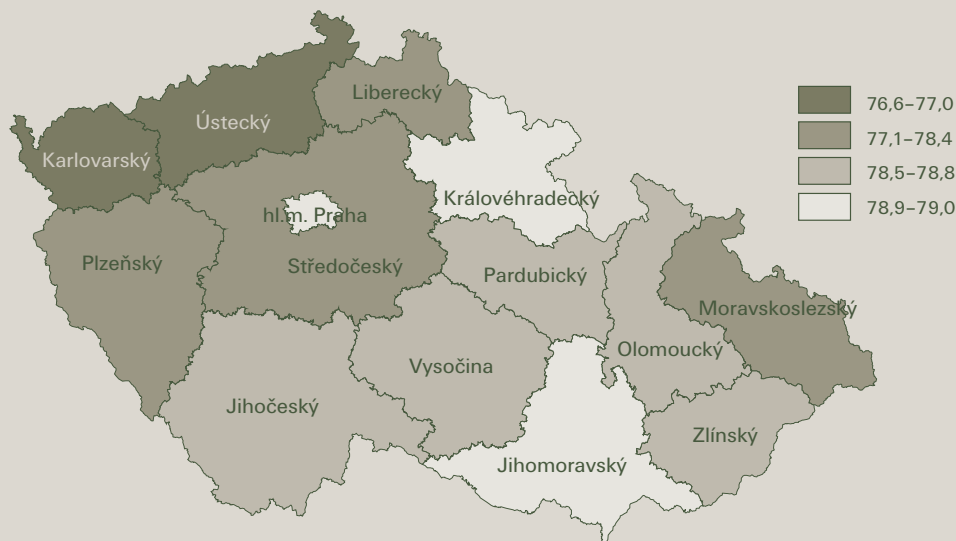 Liberecký
Ústecký
Karlovarský
Královéhradecký
hl.m. Praha
Plzeňský
Středočeský
Pardubický
Moravskoslezský
Olomoucký
Vysočina
Jihočeský
Zlínský
Jihomoravský
76,6–77,0
77,1–78,4
78,5–78,8
78,9–79,0